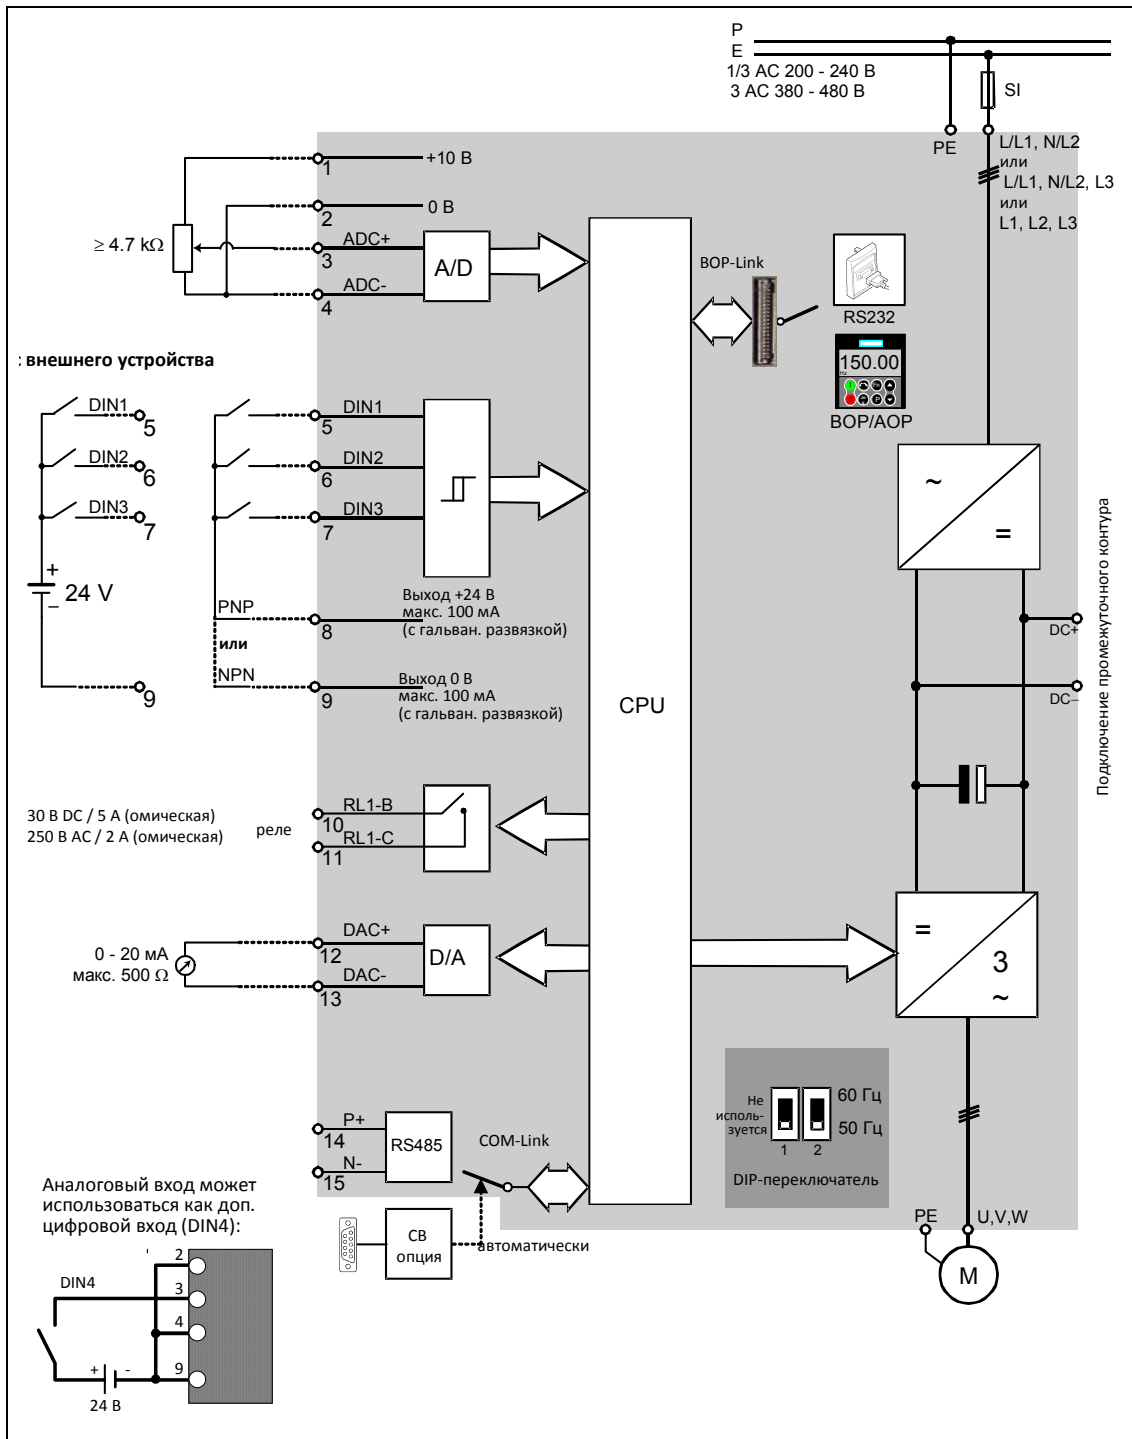 P
E
1/3 AC 200 - 240 В
3 AC 380 - 480 В
SI
PE
L/L1, N/L2
или
L/L1, N/L2, L3
или
L1, L2, L3
1
+10 В
2
0 В
≥ 4.7 kΩ
3
ADC+
4
ADC-
A/D
BOP-Link
RS232
150.00
Hz
BOP/AOP
: внешнего устройства
DIN1
5
DIN2
6
DIN3
7
24 V
+
–
9
DIN1
5
DIN2
6
DIN3
7
PNP
8
Выход +24 В
макс. 100 мА
(с гальван. развязкой)
или
NPN
9
Выход 0 В
макс. 100 мА
(с гальван. развязкой)
CPU
~
=
DC+
DC–
Подключение промежуточного контура
30 В DC / 5 А (омическая)
250 В AC / 2 А (омическая)
реле
RL1-B
10
RL1-C
11
0 - 20 мА
макс. 500 Ω
DAC+
12
DAC-
13
D/A
=
3
~
P+
14
N-
15
RS485
COM-Link
СВ
опция
автоматически
Не
исполь-
зуется
60 Гц
50 Гц
1 2
DIP-переключатель
PE
U,V,W
M
Аналоговый вход может
использоваться как доп.
цифровой вход (DIN4):
DIN4
2
3
4
9
+ -
24 В